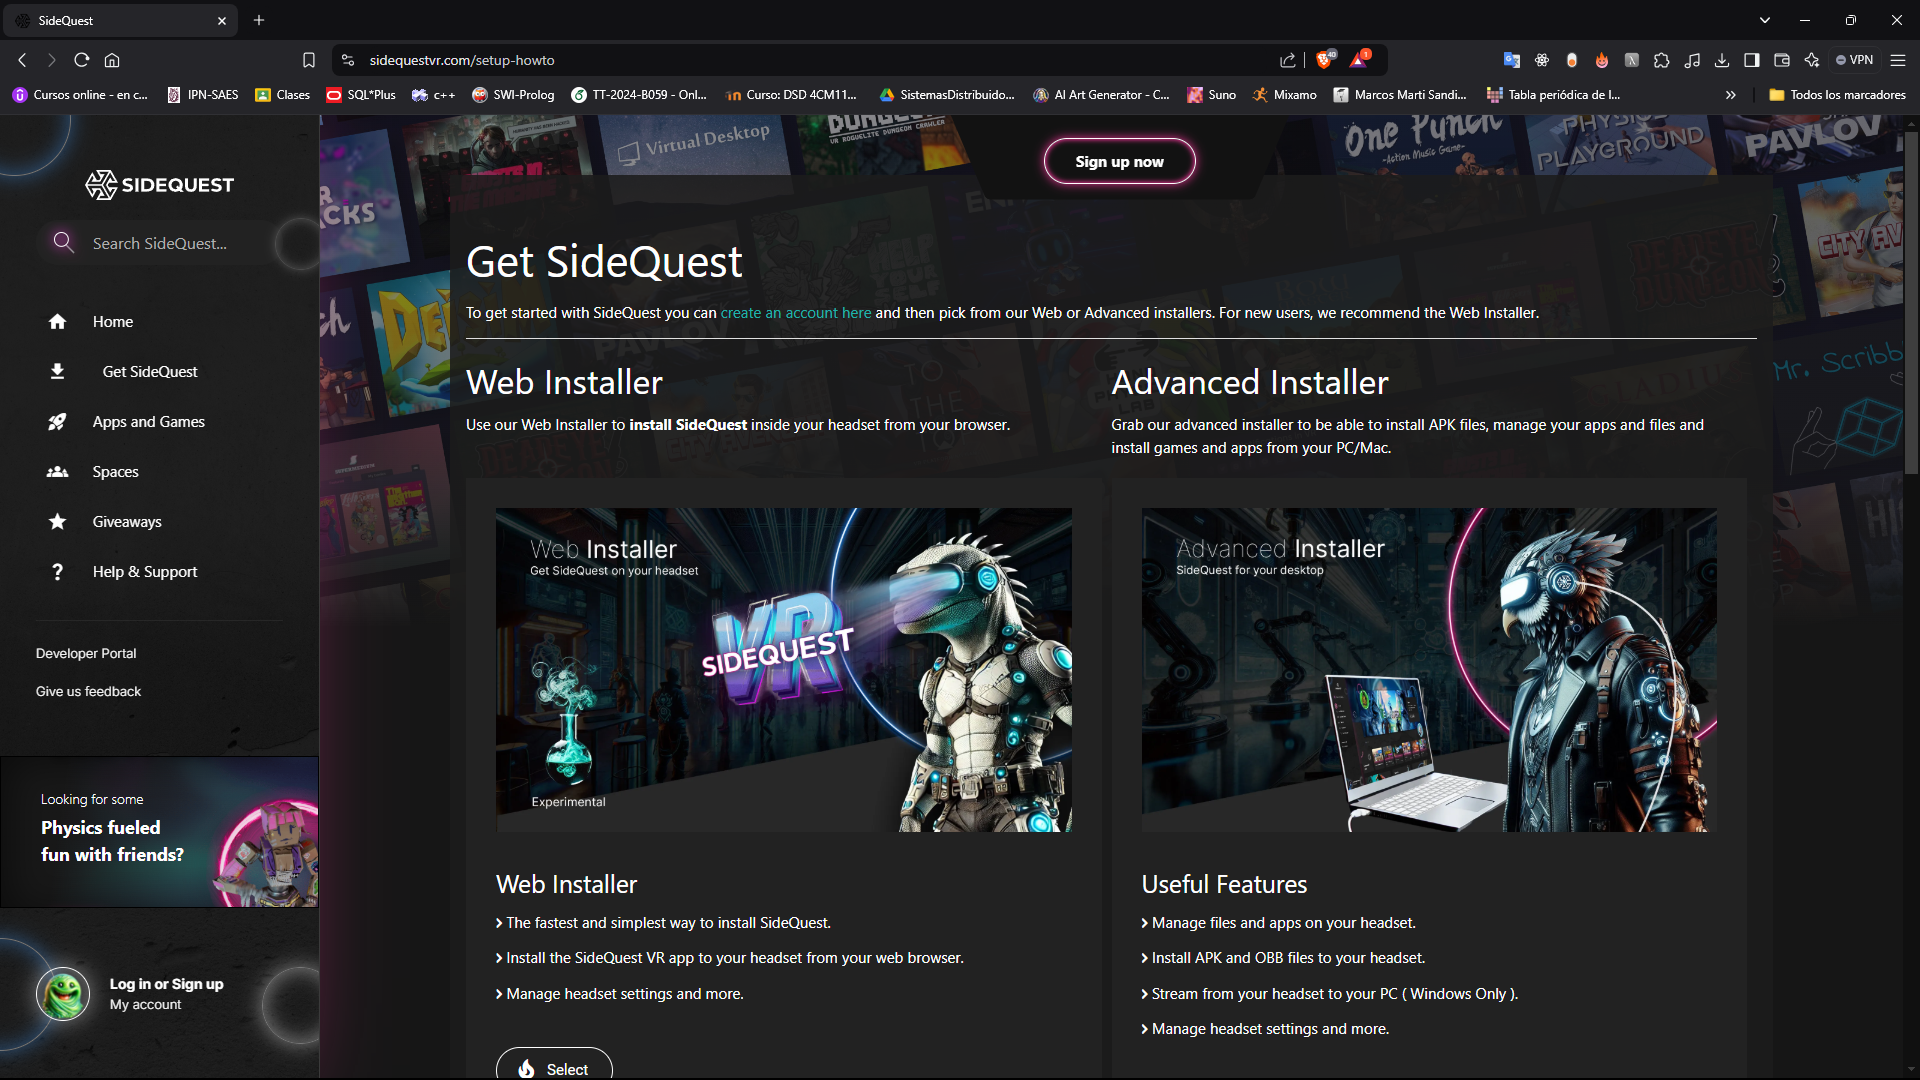 SideQuest
sidequestvr.com/setup-howto
40
1
VPN
Cursos online - en c...
IPN-SAES
Clases
SQL*Plus
c++
SWI-Prolog
TT-2024-B059 - Onl...
Curso: DSD 4CM11...
SistemasDistribuido...
AI Art Generator - C...
Suno
Mixamo
Marcos Marti Sandi...
Tabla periódica de l...
Todos los marcadores
SIDEQUEST
Search SideQuest...
Home
Get SideQuest
Apps and Games
Spaces
Giveaways
Help & Support
Developer Portal
Give us feedback
Looking for some
Physics fueled
fun with friends?
Log in or Sign up
My account
Virtual Desktop
VR ROGUELITE DUNGEON CRAWLER
One Punch
-Action Music Game-
PHYSICS
PLAYGROUND
PAVLOV
Mr. Scribb
Sign up now
Get SideQuest
To get started with SideQuest you can create an account here and then pick from our Web or Advanced installers. For new users, we recommend the Web Installer.
Web Installer
Use our Web Installer to install SideQuest inside your headset from your browser.
Web Installer
Get SideQuest on your headset
VR
SIDEQUEST
Experimental
Web Installer
The fastest and simplest way to install SideQuest.
Install the SideQuest VR app to your headset from your web browser.
Manage headset settings and more.
Select
Advanced Installer
Grab our advanced installer to be able to install APK files, manage your apps and files and
install games and apps from your PC/Mac.
Advanced Installer
SideQuest for your desktop
Useful Features
Manage files and apps on your headset.
Install APK and OBB files to your headset.
Stream from your headset to your PC ( Windows Only ).
Manage headset settings and more.